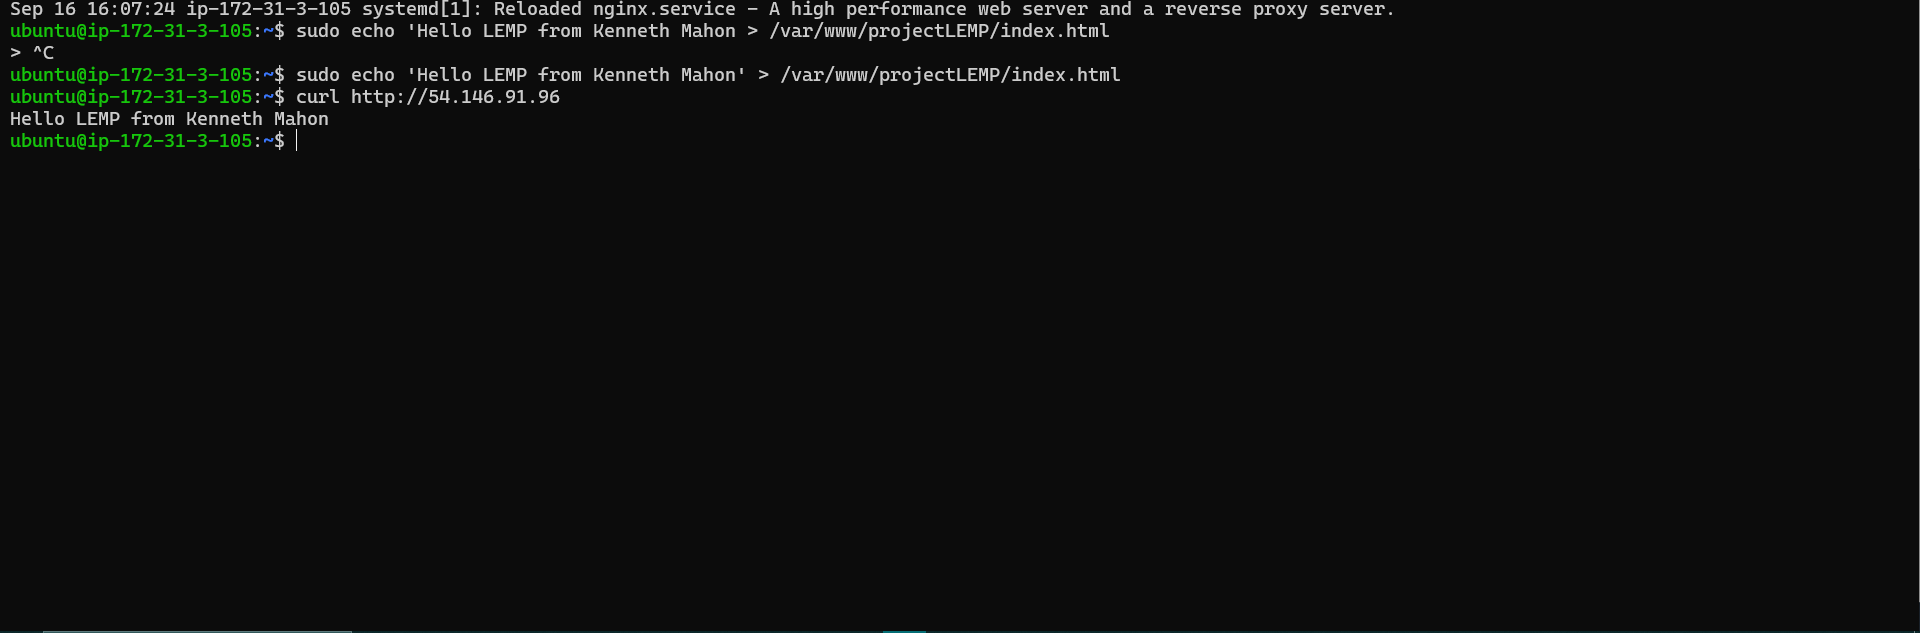 Sep 16 16:07:24 ip-172-31-3-105 systemd[1]: Reloaded nginx.service - A high performance web server and a reverse proxy server.
ubuntu@ip-172-31-3-105:~$ sudo echo 'Hello LEMP from Kenneth Mahon > /var/www/projectLEMP/index.html
> ^C
ubuntu@ip-172-31-3-105:~$ sudo echo 'Hello LEMP from Kenneth Mahon' > /var/www/projectLEMP/index.html
ubuntu@ip-172-31-3-105:~$ curl http://54.146.91.96
Hello LEMP from Kenneth Mahon
ubuntu@ip-172-31-3-105:~$